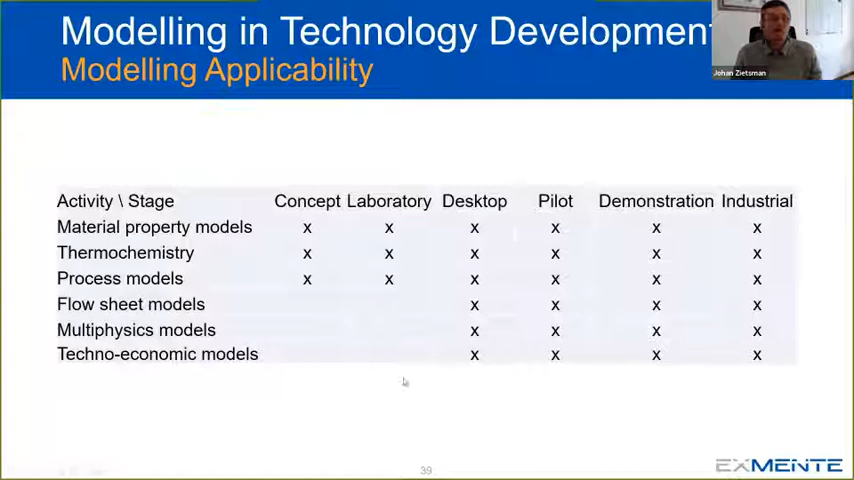 Modelling in Technology Development
Modelling Applicability
Johan Zietsman
Activity \ Stage Concept Laboratory Desktop Pilot Demonstration Industrial
Material property models x x x x x x
Thermochemistry x x x x x x
Process models x x x x x x
Flow sheet models x x x x
Multiphysics models x x x x
Techno-economic models x x x x
39
EXMENTE